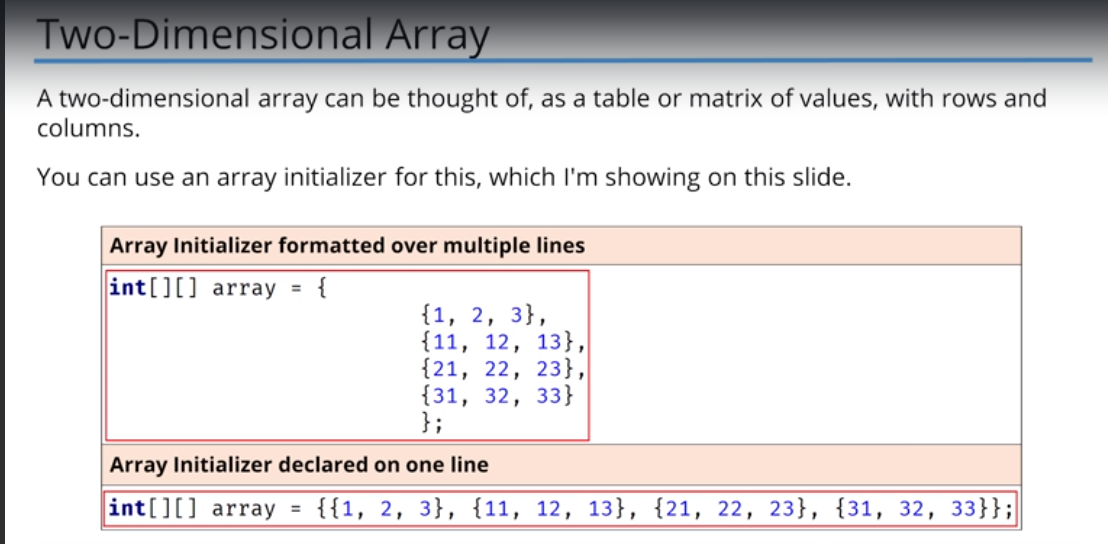 Two-Dimensional Array
A two-dimensional array can be thought of, as a table or matrix of values, with rows and
columns.
You can use an array initializer for this, which I'm showing on this slide.
Array Initializer formatted over multiple lines
int[][] array = {
{1, 2, 3},
{11, 12, 13},
{21, 22, 23},
{31, 32, 33}
};
Array Initializer declared on one line
int[][] array = {{1, 2, 3}, {11, 12, 13}, {21, 22, 23}, {31, 32, 33}};